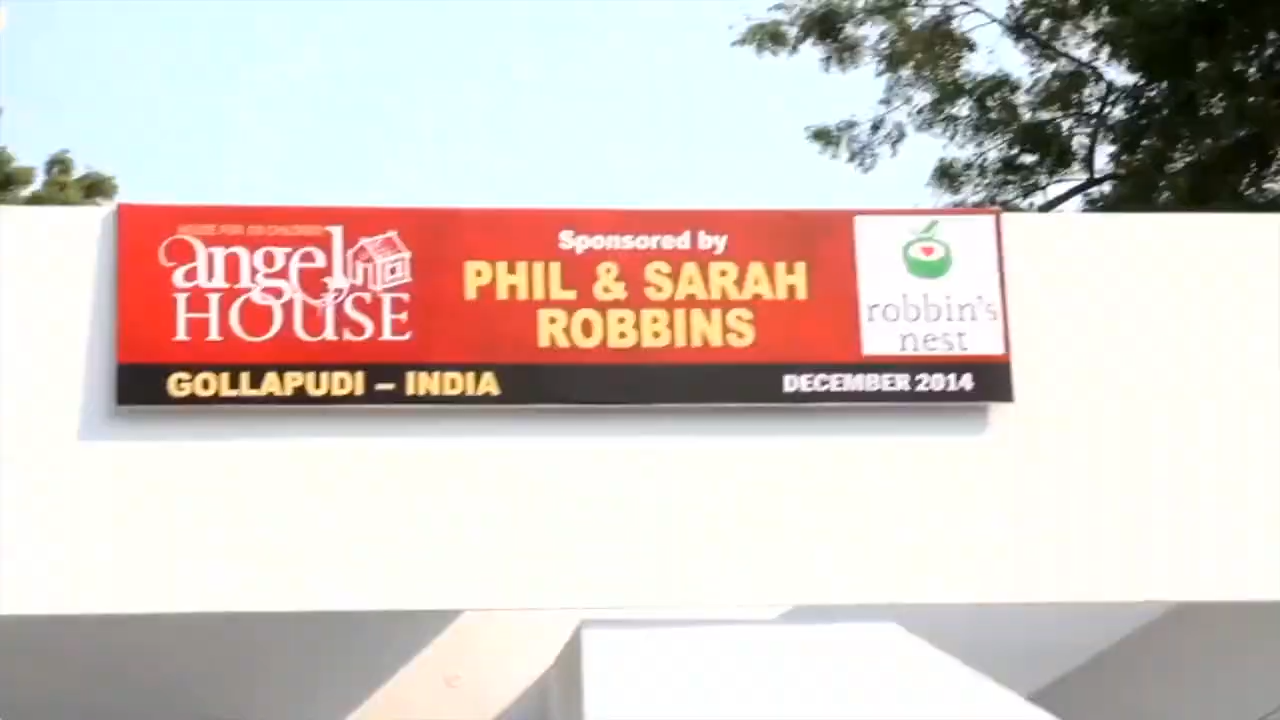 angel
HOUSE
Sponsored by
PHIL & SARAH
ROBBINS
robbin's
nest
GOLLAPUDI – INDIA
DECEMBER 2014